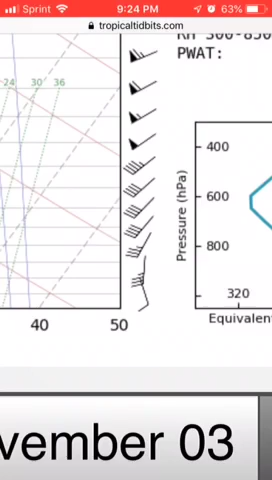 Sprint 9:24 PM 63%
tropicaltidbits.com
RH 300-850
PWAT:
24 30 36
400
600
800
Pressure (hPa)
320
40 50
Equivalent
vember 03